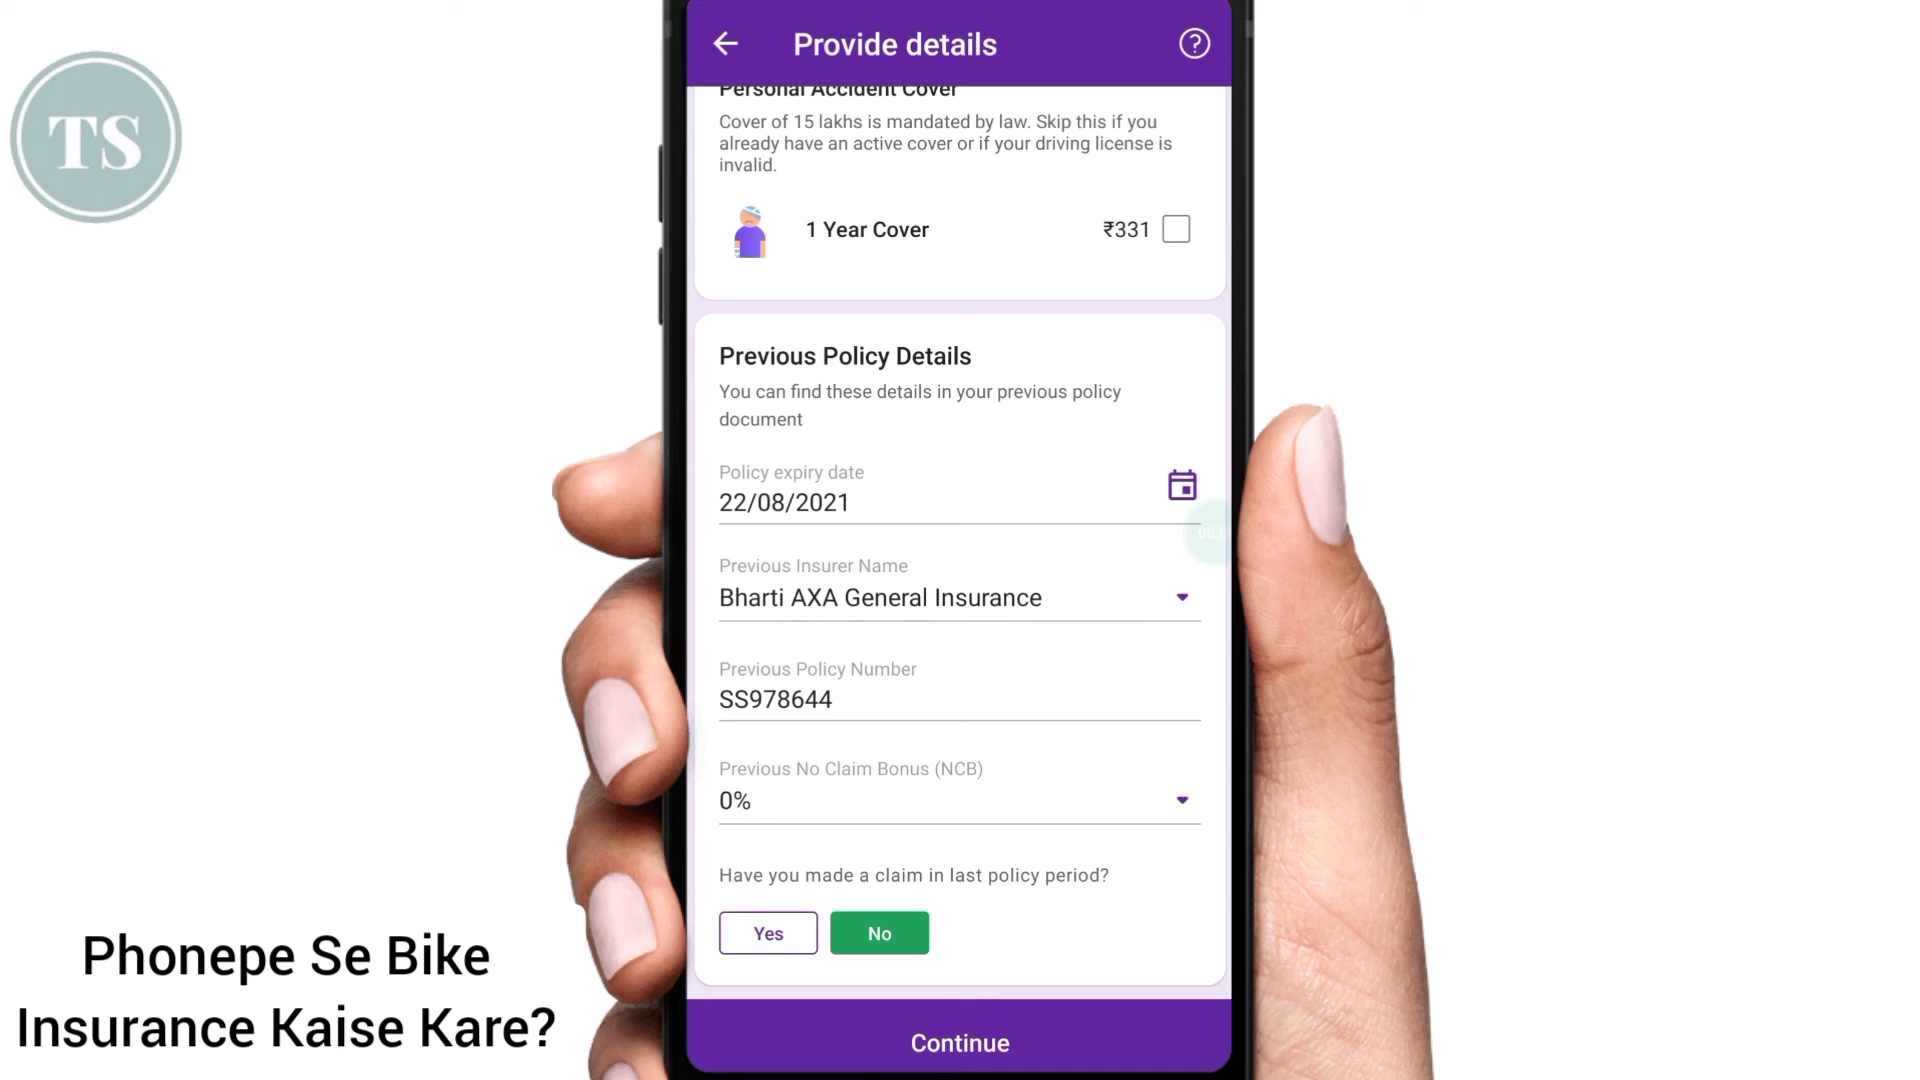 TS
Provide details
Personal Accident Cover
Cover of 15 lakhs is mandated by law. Skip this if you
already have an active cover or if your driving license is
invalid.
1 Year Cover ₹331
Previous Policy Details
You can find these details in your previous policy
document
Policy expiry date
22/08/2021
Previous Insurer Name
Bharti AXA General Insurance
Previous Policy Number
SS978644
Previous No Claim Bonus (NCB)
0%
Have you made a claim in last policy period?
Yes No
Continue
Phonepe Se Bike
Insurance Kaise Kare?